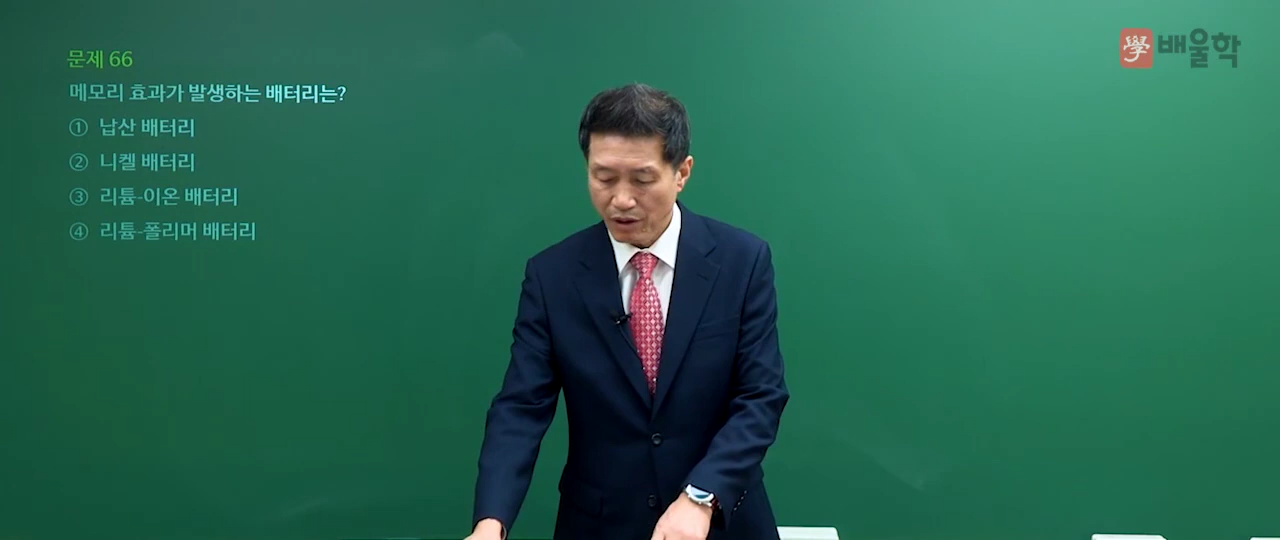 문제 66
메모리 효과가 발생하는 배터리는?
① 납산 배터리
② 니켈 배터리
③ 리튬-이온 배터리
④ 리튬-폴리머 배터리
學 배울학